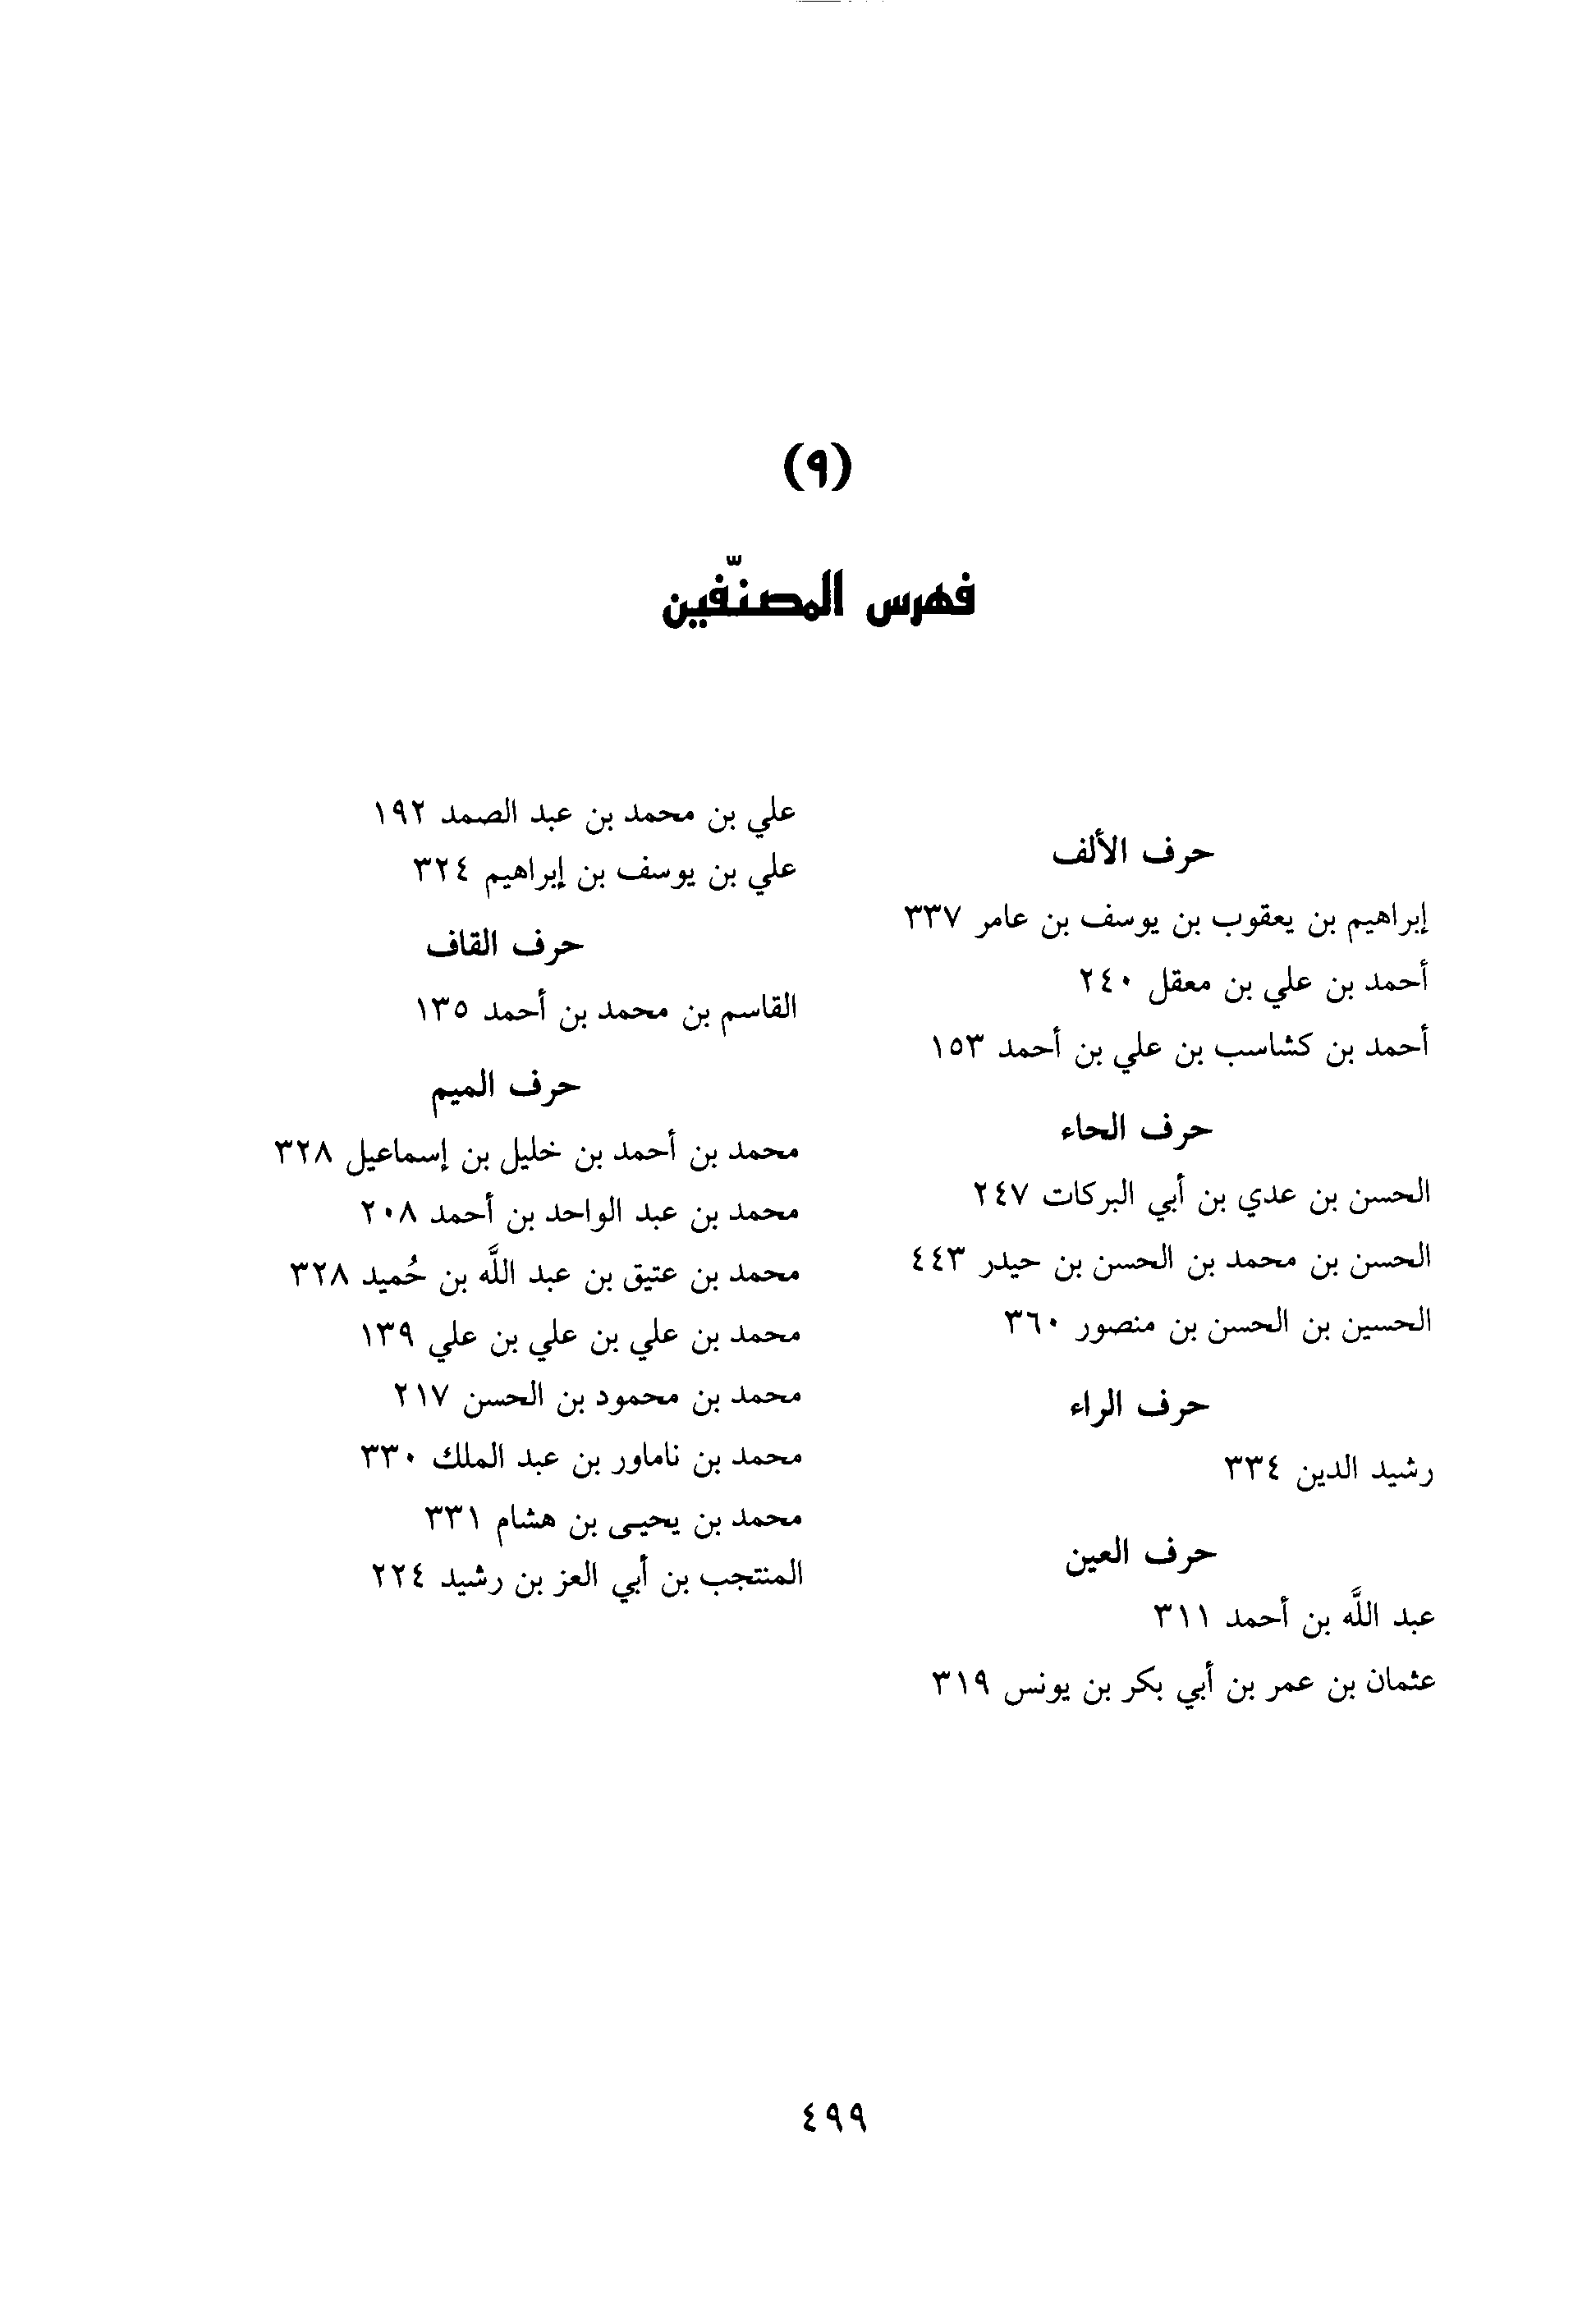 (٩)
فهرس المصنّفين
حرف الألف
إبراهيم بن يعقوب بن يوسف بن عامر ٣٣٧
أحمد بن علي بن معقل ٢٤٠
أحمد بن كشاسب بن علي بن أحمد ١٥٣
حرف الحاء
الحسن بن عدي بن أبي البركات ٢٤٧
الحسن بن محمد بن الحسن بن حيدر ٤٤٣
الحسين بن الحسن بن منصور ٣٦٠
حرف الراء
رشيد الدين ٣٣٤
حرف العين
عبد اللَّه بن أحمد ٣١١
عثمان بن عمر بن أبي بكر بن يونس ٣١٩
علي بن محمد بن عبد الصمد ١٩٢
علي بن يوسف بن إبراهيم ٣٢٤
حرف القاف
القاسم بن محمد بن أحمد ١٣٥
حرف الميم
محمد بن أحمد بن خليل بن إسماعيل ٣٢٨
محمد بن عبد الواحد بن أحمد ٢٠٨
محمد بن عتيق بن عبد اللَّه بن حُميد ٣٢٨
محمد بن علي بن علي بن علي ١٣٩
محمد بن محمود بن الحسن ٢١٧
محمد بن ناماور بن عبد الملك ٣٣٠
محمد بن يحيـى بن هشام ٣٣١
المنتجب بن أبي العز بن رشيد ٢٢٤
٤٩٩